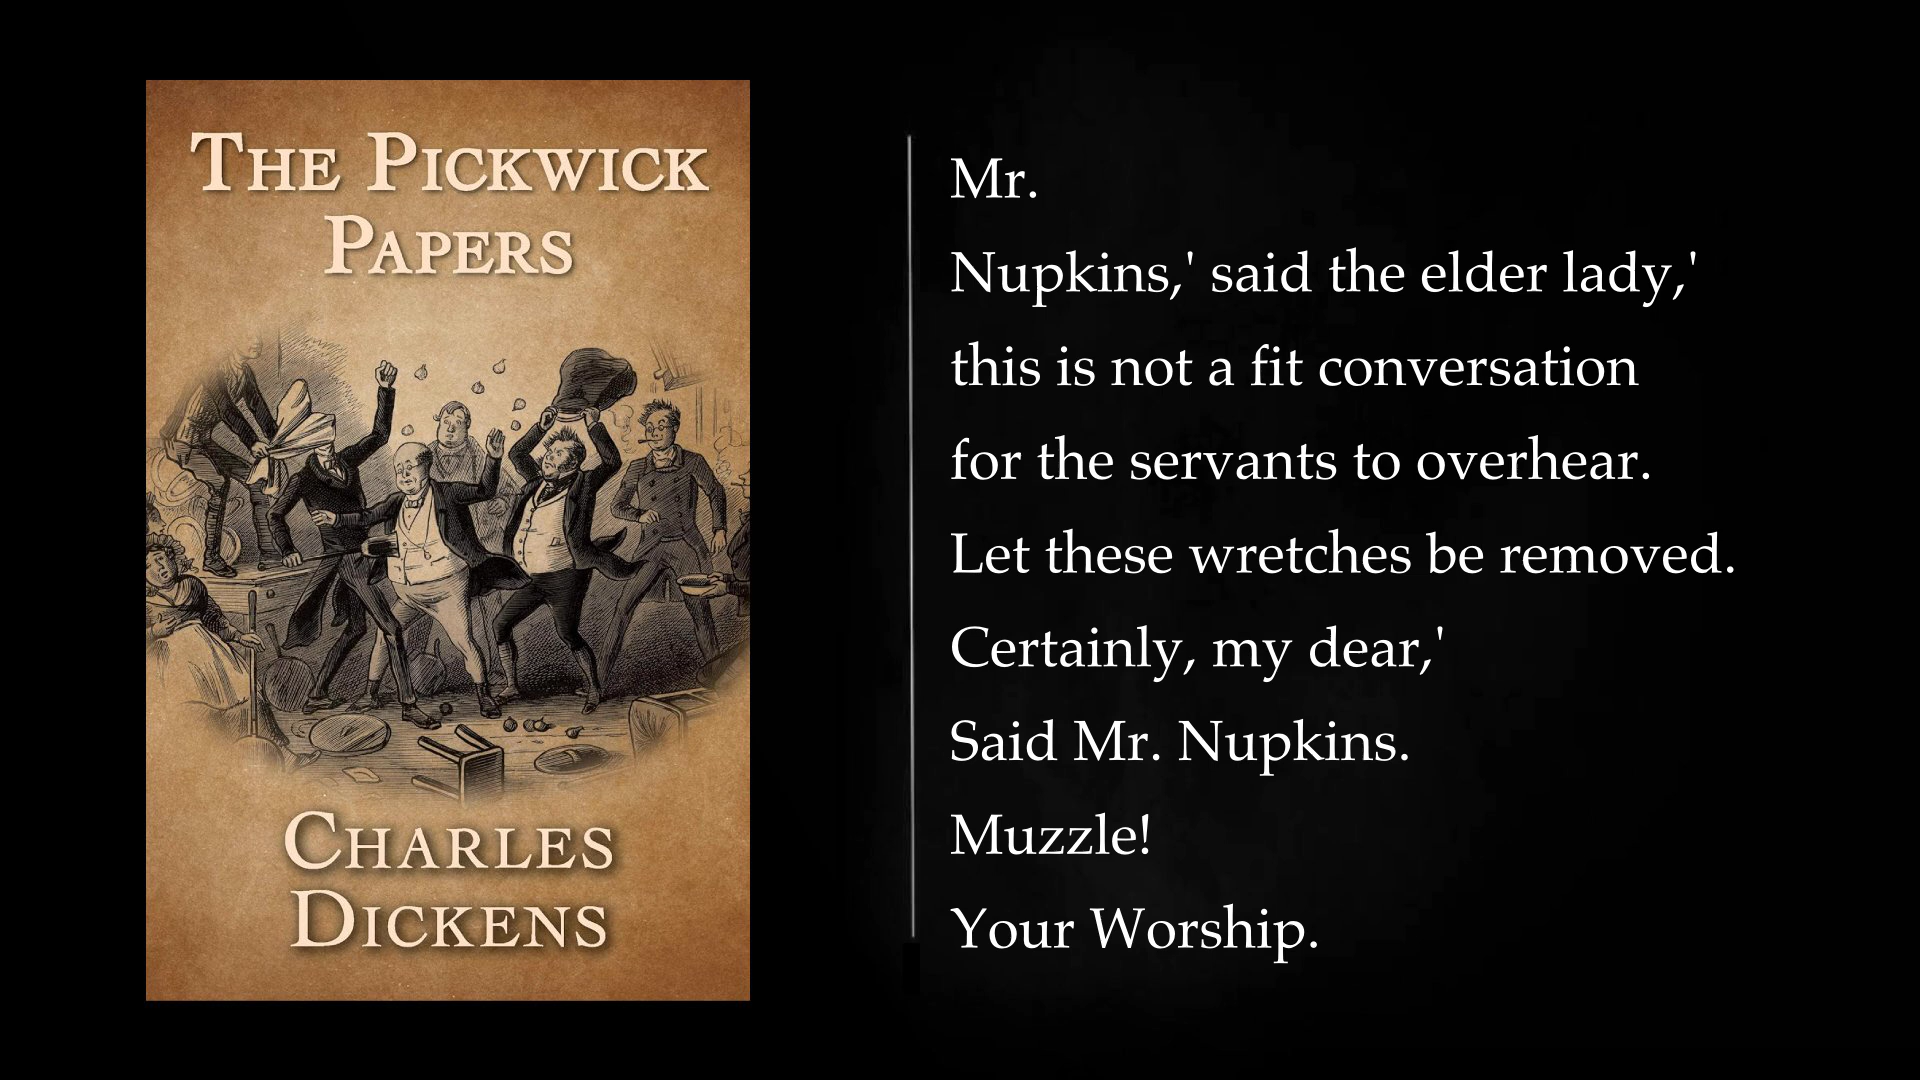 THE PICKWICK
PAPERS
CHARLES
DICKENS
Mr.
Nupkins,' said the elder lady,'
this is not a fit conversation
for the servants to overhear.
Let these wretches be removed.
Certainly, my dear,'
Said Mr. Nupkins.
Muzzle!
Your Worship.